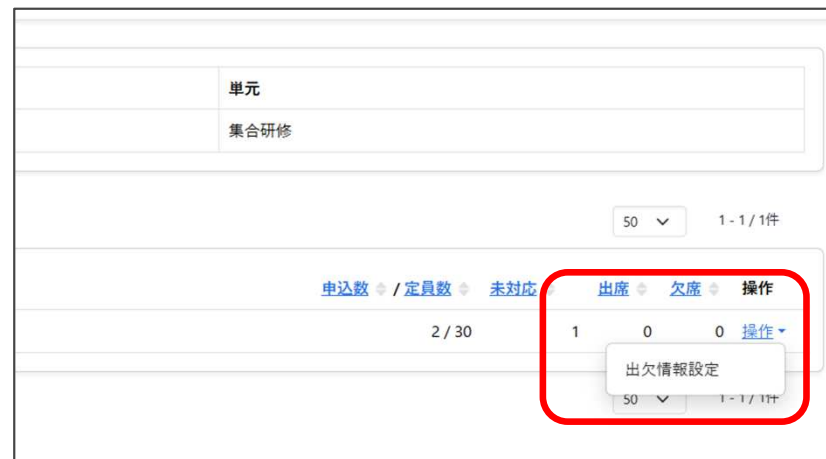 単元
集合研修
50 1 - 1 / 1件
申込数 / 定員数 未対応 出席 欠席 操作
2 / 30 1 0 0 操作
出欠情報設定
50 1 - 1 / 1件